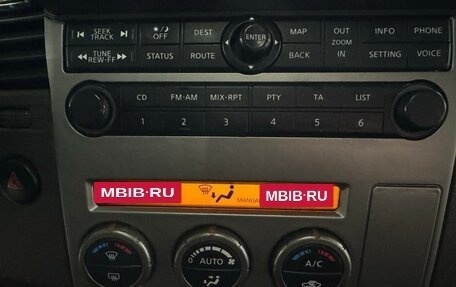 SEEK TRACK
OFF
DEST
ENTER
MAP
OUT
INFO
PHONE
TUNE REW·FF
STATUS
ROUTE
BACK
ZOOM
IN
SETTING
VOICE
CD
FM·AM
MIX·RPT
PTY
TA
LIST
1
2
3
4
5
6
MBIB·RU
MANUAL
MBIB·RU
AUTO
A/C